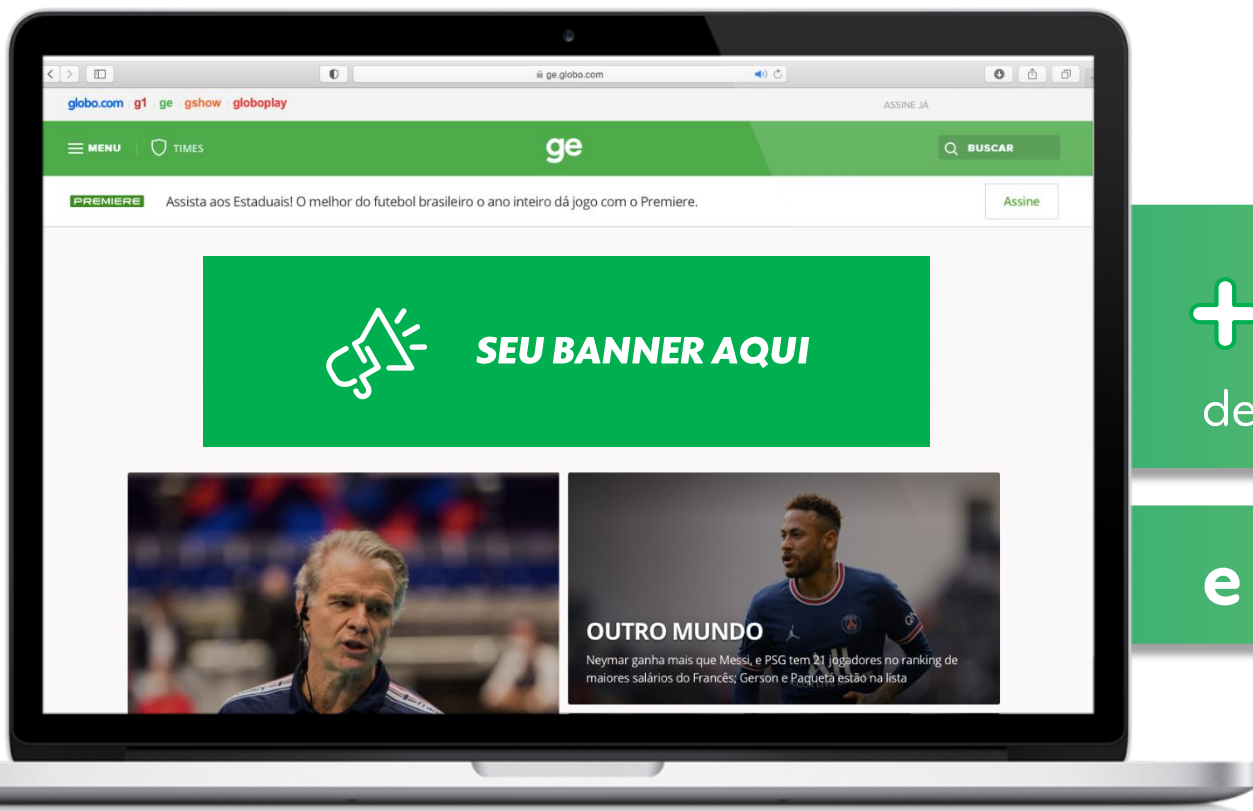 ge.globo.com
globo.com g1 ge gshow globoplay
ASSINE JÁ
MENU TIMES ge BUSCAR
PREMIERE Assista aos Estaduais! O melhor do futebol brasileiro o ano inteiro dá jogo com o Premiere. Assine
SEU BANNER AQUI
+
de
e
OUTRO MUNDO
Neymar ganha mais que Messi, e PSG tem 21 jogadores no ranking de
maiores salários do Francês; Gerson e Paquetá estão na lista